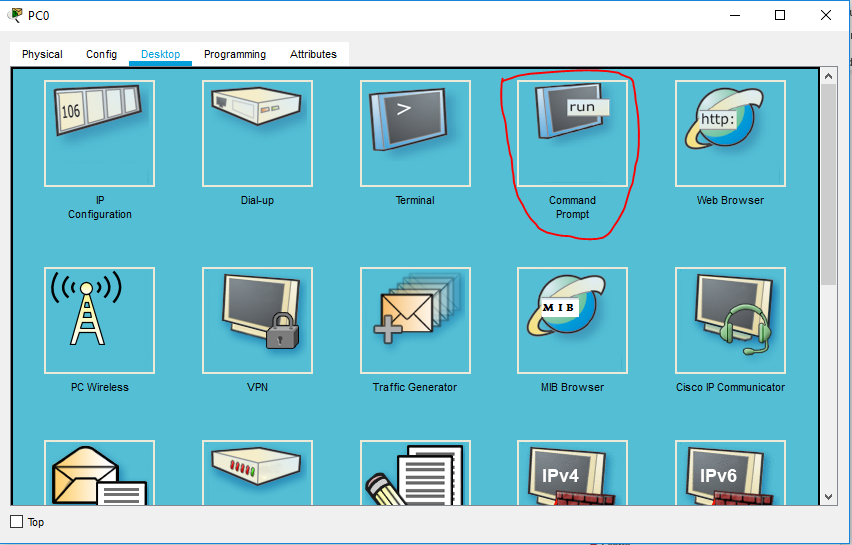 PC0
Physical Config Desktop Programming Attributes
106
>
run
http:
IP
Configuration
Dial-up
Terminal
Command
Prompt
Web Browser
MIB
PC Wireless
VPN
Traffic Generator
MIB Browser
Cisco IP Communicator
IPv4
IPv6
Top